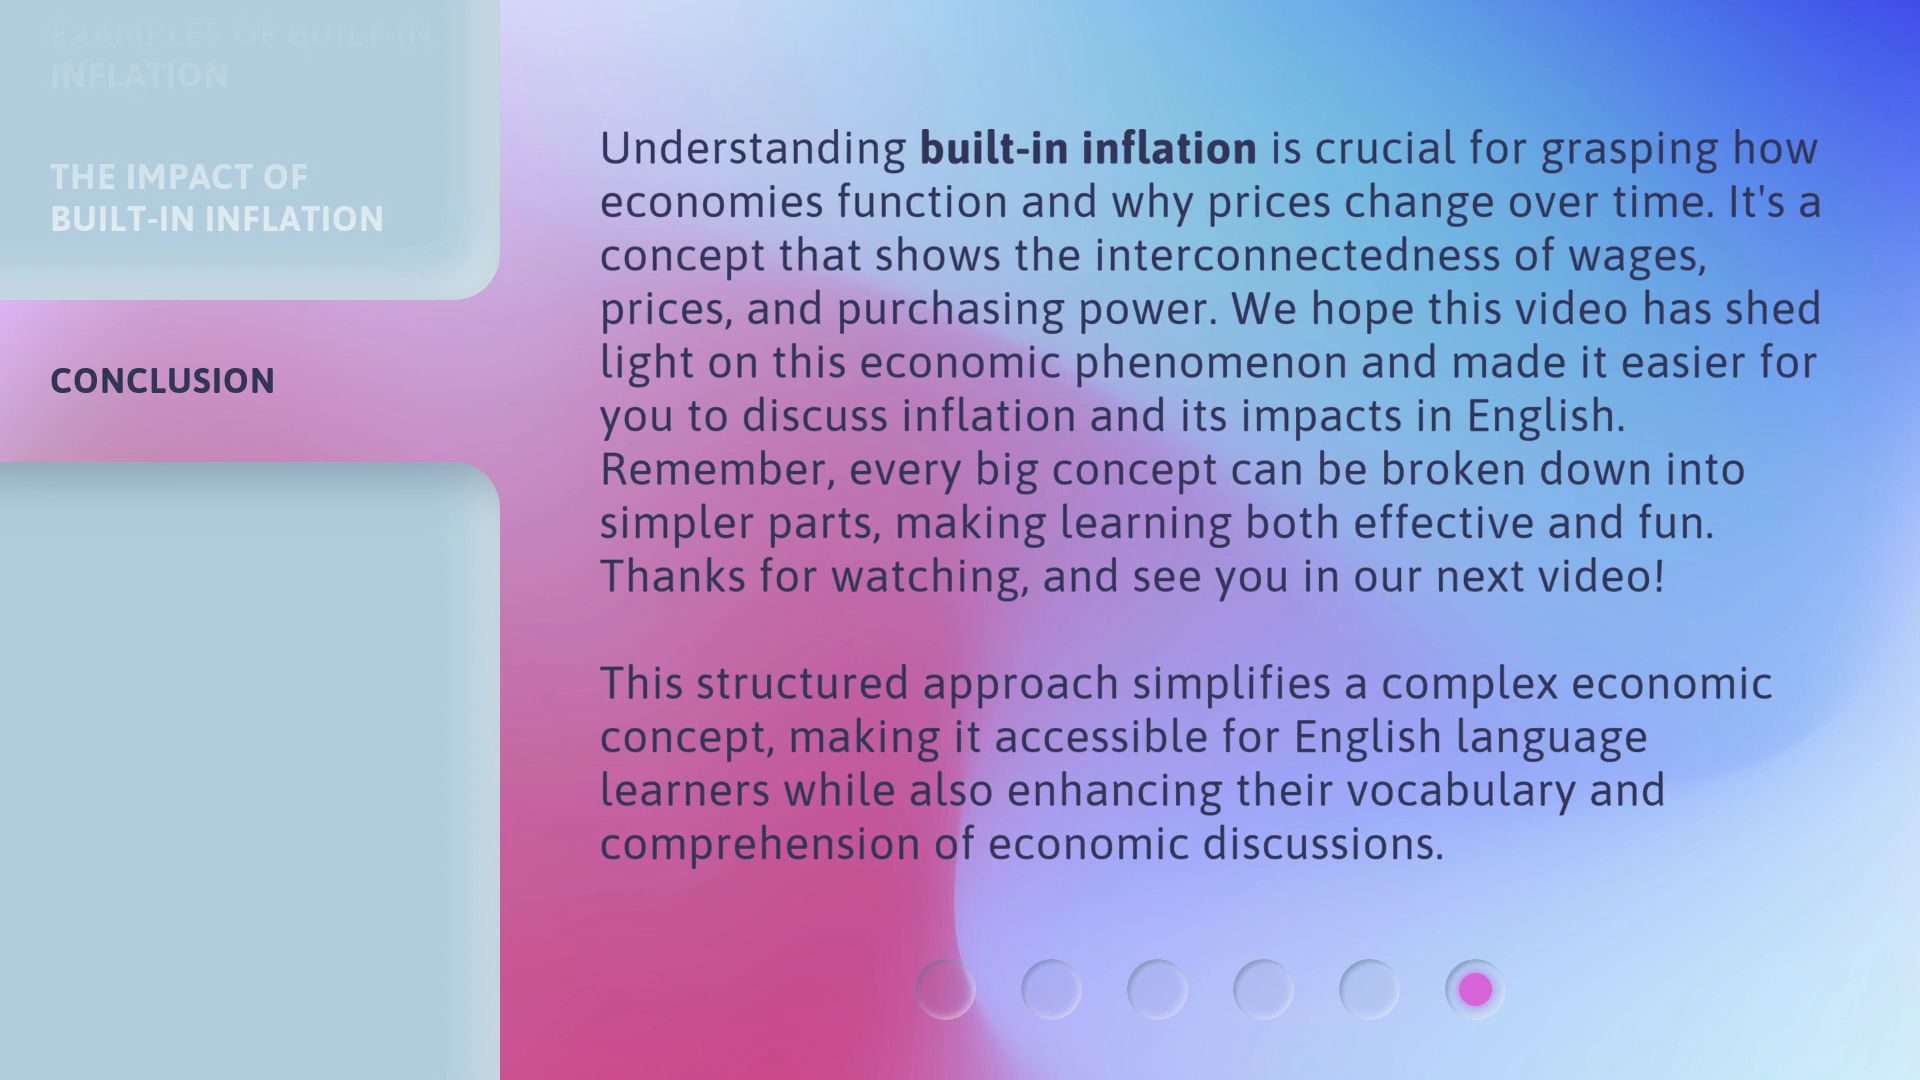 EXAMPLES OF BUILT-IN
INFLATION
THE IMPACT OF
BUILT-IN INFLATION
CONCLUSION
Understanding built-in inflation is crucial for grasping how
economies function and why prices change over time. It's a
concept that shows the interconnectedness of wages,
prices, and purchasing power. We hope this video has shed
light on this economic phenomenon and made it easier for
you to discuss inflation and its impacts in English.
Remember, every big concept can be broken down into
simpler parts, making learning both effective and fun.
Thanks for watching, and see you in our next video!
This structured approach simplifies a complex economic
concept, making it accessible for English language
learners while also enhancing their vocabulary and
comprehension of economic discussions.